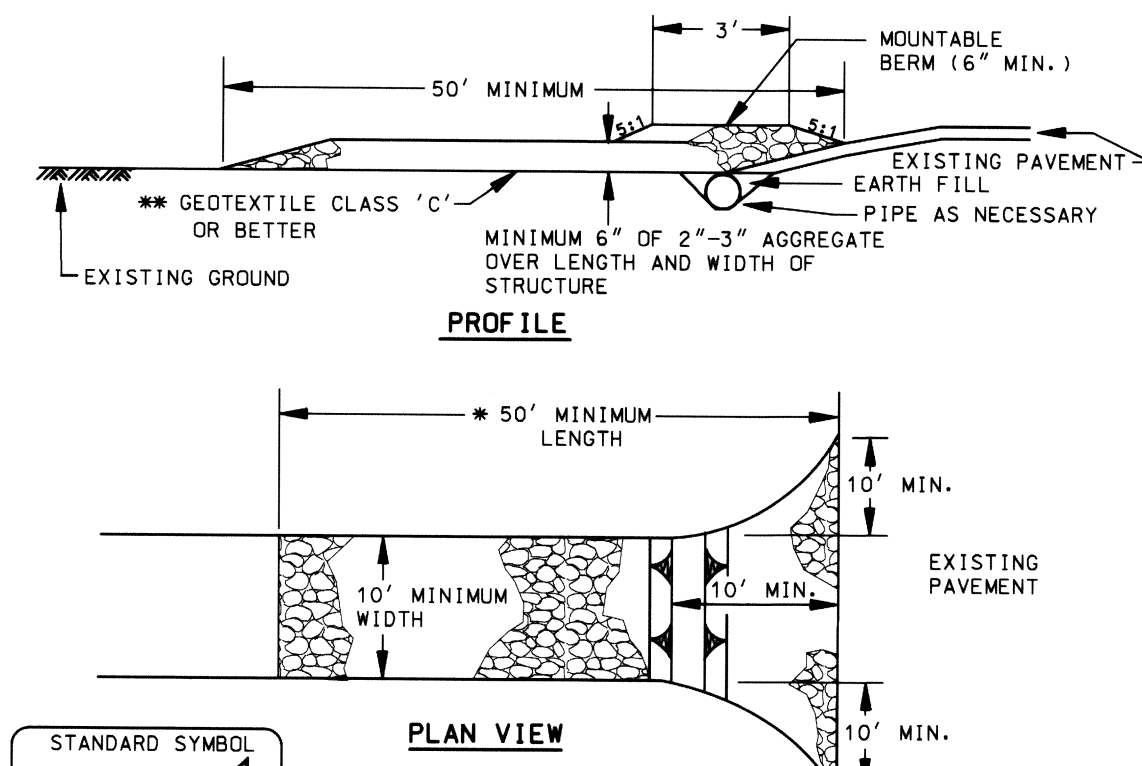 3'
MOUNTABLE
BERM (6" MIN.)
50' MINIMUM
5:1
5:1
EXISTING PAVEMENT
** GEOTEXTILE CLASS 'C'
OR BETTER
EARTH FILL
PIPE AS NECESSARY
MINIMUM 6" OF 2"-3" AGGREGATE
OVER LENGTH AND WIDTH OF
STRUCTURE
EXISTING GROUND
PROFILE
* 50' MINIMUM
LENGTH
10' MIN.
EXISTING
PAVEMENT
10' MINIMUM
WIDTH
10' MIN.
10' MIN.
PLAN VIEW
STANDARD SYMBOL